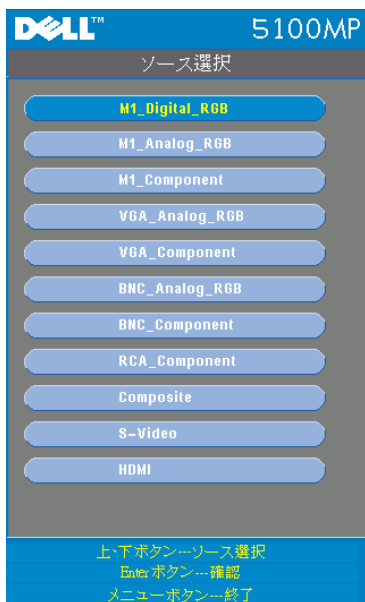 DELL™ 5100MP
ソース選択
M1_Digital_RGB
M1_Analog_RGB
M1_Component
VGA_Analog_RGB
VGA_Component
BNC_Analog_RGB
BNC_Component
RCA_Component
Composite
S-Video
HDMI
上、下ボタン---ソース選択
Enterボタン---確認
メニューボタン---終了